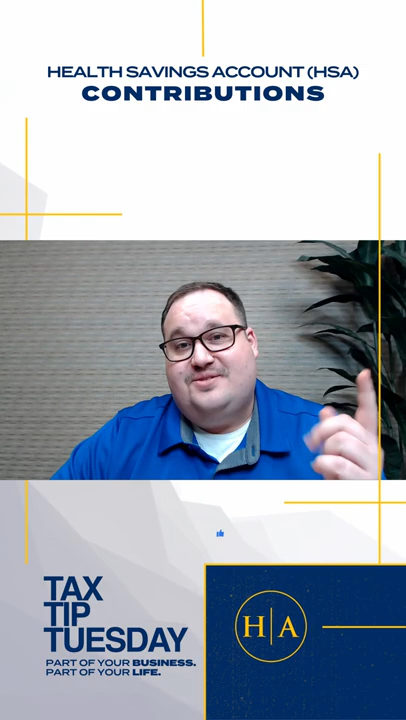 HEALTH SAVINGS ACCOUNT (HSA)
CONTRIBUTIONS
TAX
TIP
TUESDAY
PART OF YOUR BUSINESS.
PART OF YOUR LIFE.
H|A